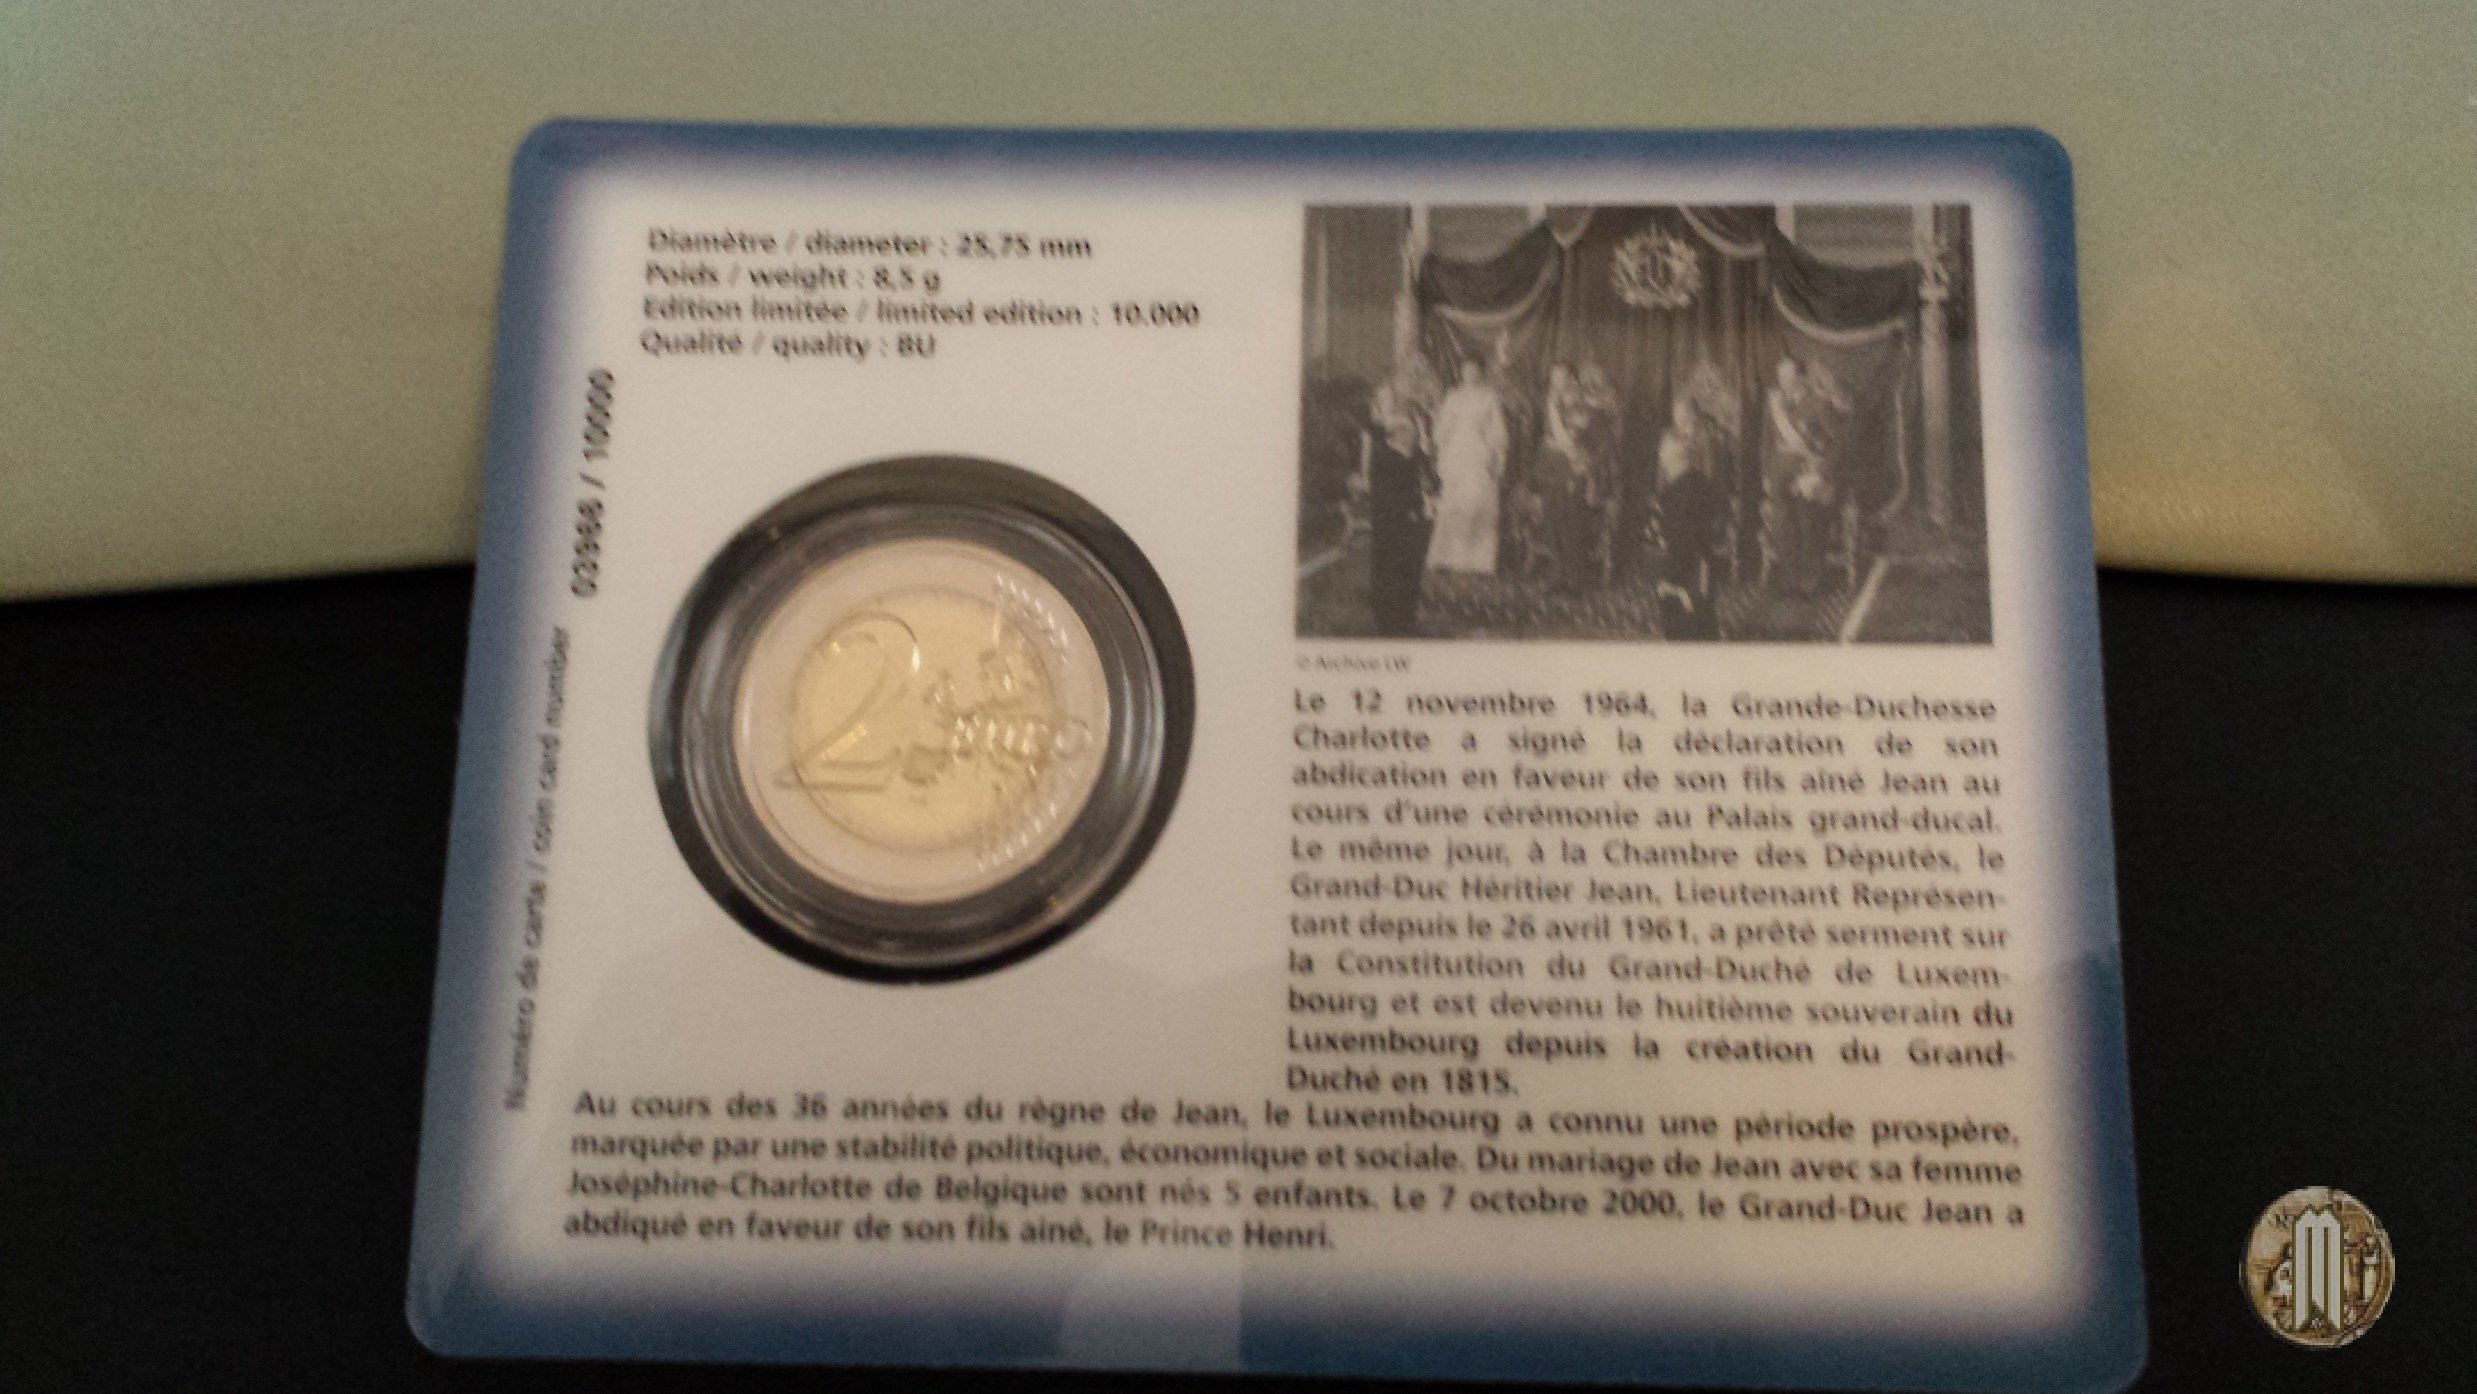 Diamètre / diameter : 25,75 mm
Poids / weight : 8,5 g
Edition limitée / limited edition : 10.000
Qualité / quality : BU
Numéro de carte / coin card number
/ 10000
2 EURO
© Archive LW
Le 12 novembre 1964, la Grande-Duchesse
Charlotte a signé la déclaration de son
abdication en faveur de son fils aîné Jean au
cours d'une cérémonie au Palais grand-ducal.
Le même jour, à la Chambre des Députés, le
Grand-Duc Héritier Jean, Lieutenant Représen-
tant depuis le 26 avril 1961, a prêté serment sur
la Constitution du Grand-Duché de Luxem-
bourg et est devenu le huitième souverain du
Luxembourg depuis la création du Grand-
Duché en 1815.
Au cours des 36 années du règne de Jean, le Luxembourg a connu une période prospère,
marquée par une stabilité politique, économique et sociale. Du mariage de Jean avec sa femme
Joséphine-Charlotte de Belgique sont nés 5 enfants. Le 7 octobre 2000, le Grand-Duc Jean a
abdiqué en faveur de son fils aîné, le Prince Henri.
M